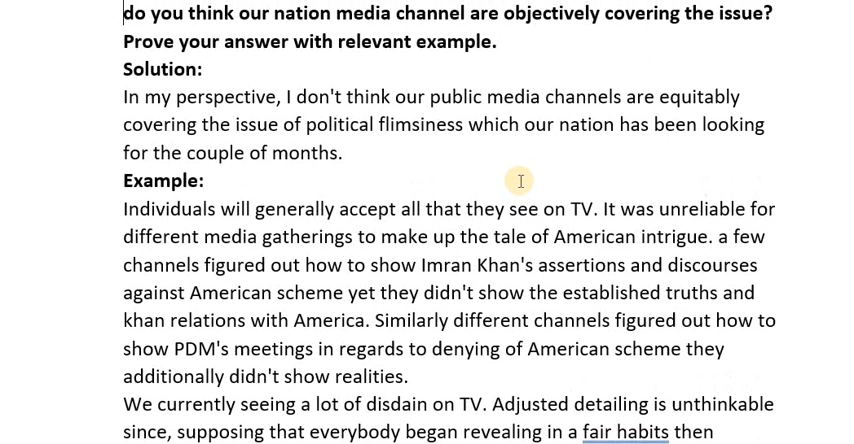 do you think our nation media channel are objectively covering the issue?
Prove your answer with relevant example.
Solution:
In my perspective, I don't think our public media channels are equitably
covering the issue of political flimsiness which our nation has been looking
for the couple of months.
Example:
Individuals will generally accept all that they see on TV. It was unreliable for
different media gatherings to make up the tale of American intrigue. a few
channels figured out how to show Imran Khan's assertions and discourses
against American scheme yet they didn't show the established truths and
khan relations with America. Similarly different channels figured out how to
show PDM's meetings in regards to denying of American scheme they
additionally didn't show realities.
We currently seeing a lot of disdain on TV. Adjusted detailing is unthinkable
since, supposing that everybody began revealing in a fair habits then